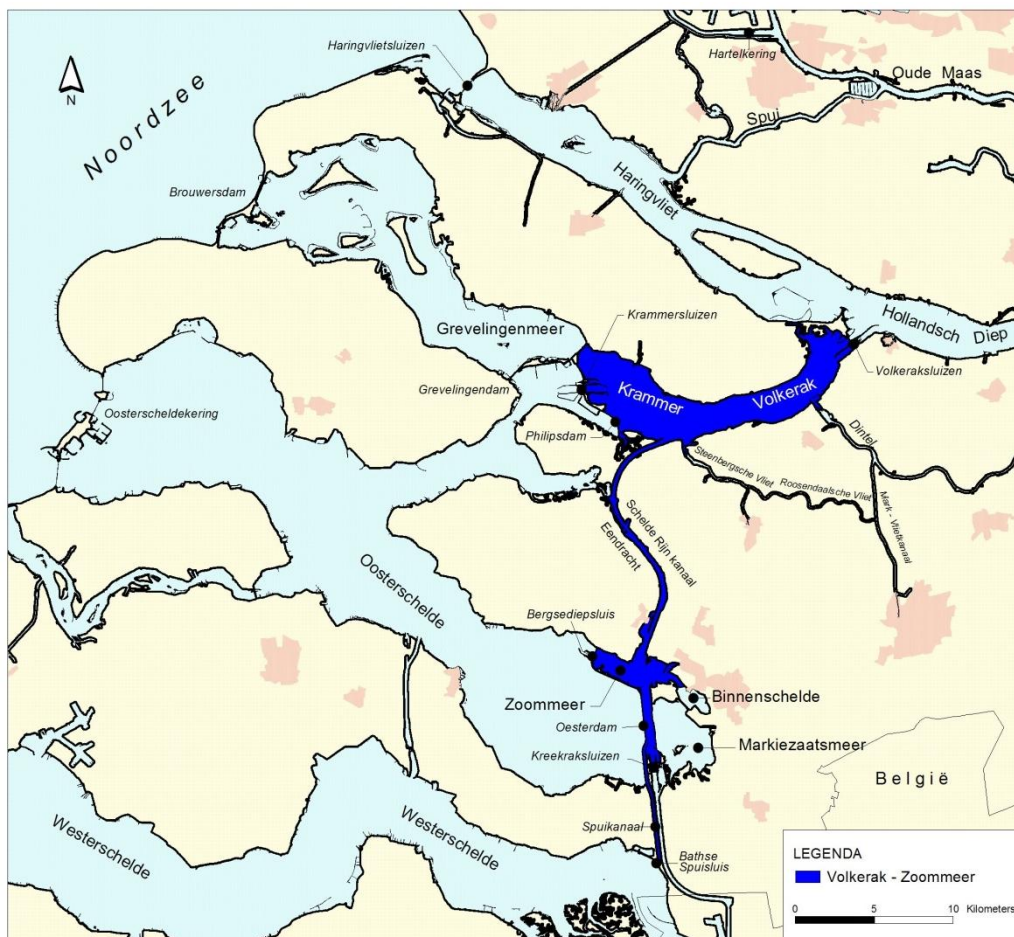 Haringvlietsluizen
Hartelkering
N
Noordzee
Oude Maas
Spui
Brouwersdam
Haringvliet
Grevelingenmeer
Krammersluizen
Hollandsch Diep
Krammer
Volkerak
Volkeraksluizen
Grevelingendam
Oosterscheldekering
Philipsdam
Dintel
Steenbergsche Vliet
Roosendaalsche Vliet
Mark - Vlietkanaal
Schelde Rijn kanaal
Eendracht
Oosterschelde
Bergsediepsluis
Zoommeer
Binnenschelde
Oesterdam
Markiezaatsmeer
Kreekraksluizen
België
Westerschelde
Westerschelde
Spuikanaal
Bathse
Spuisluis
LEGENDA
Volkerak - Zoommeer
0 5 10 Kilometers